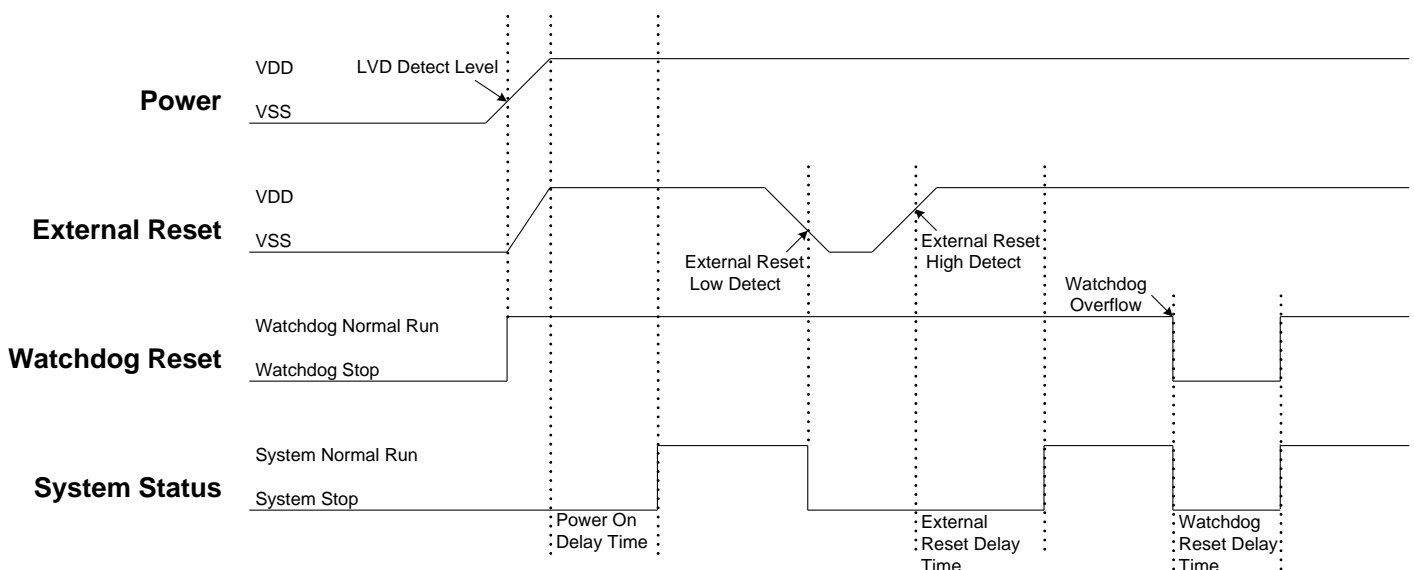 VDD
LVD Detect Level
Power
VSS
VDD
External Reset
VSS
External Reset
Low Detect
External Reset
High Detect
Watchdog
Overflow
Watchdog Normal Run
Watchdog Reset
Watchdog Stop
System Normal Run
System Status
System Stop
Power On
Delay Time
External
Reset Delay
Time
Watchdog
Reset Delay
Time